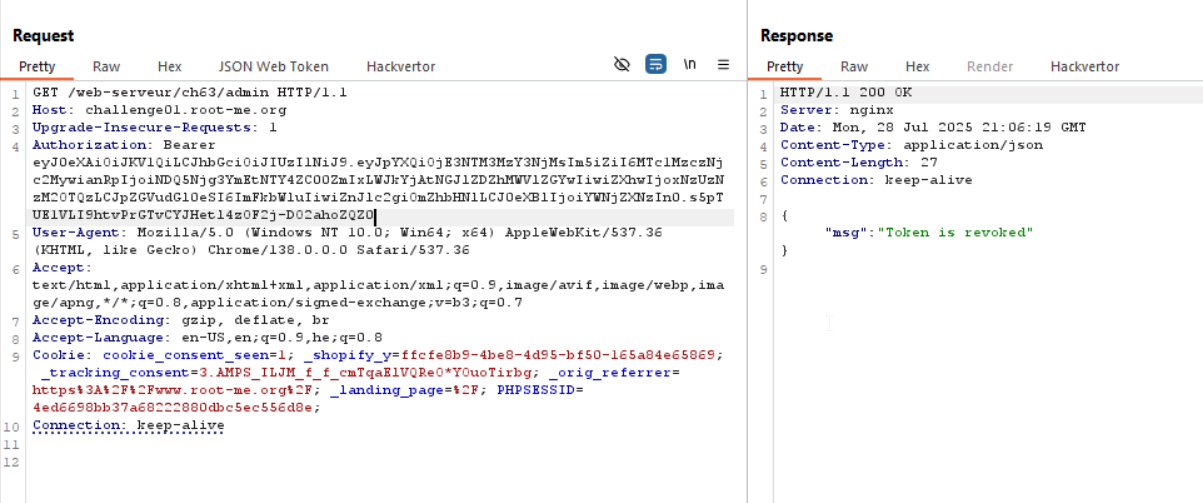 Request
Pretty Raw Hex JSON Web Token Hackvertor \n
1 GET /web-serveur/ch63/admin HTTP/1.1
2 Host: challenge01.root-me.org
3 Upgrade-Insecure-Requests: 1
4 Authorization: Bearer
5 User-Agent: Mozilla/5.0 (Windows NT 10.0; Win64; x64) AppleWebKit/537.36
(KHTML, like Gecko) Chrome/138.0.0.0 Safari/537.36
6 Accept:
text/html,application/xhtml+xml,application/xml;q=0.9,image/avif,image/webp,ima
ge/apng,*/*;q=0.8,application/signed-exchange;v=b3;q=0.7
7 Accept-Encoding: gzip, deflate, br
8 Accept-Language: en-US,en;q=0.9,he;q=0.8
9 Cookie: cookie_consent_seen=1; _shopify_y=ffcfe8b9-4be8-4d95-bf50-165a84e65869;
_tracking_consent=3.AMPS_ILJM_f_f_cmTqaElVQRe0*Y0uoTirbg; _orig_referrer=
https%3A%2F%2Fwww.root-me.org%2F; _landing_page=%2F; PHPSESSID=
4ed6698bb37a68222880dbc5ec556d8e;
10 Connection: keep-alive
11
12
Response
Pretty Raw Hex Render Hackvertor
1 HTTP/1.1 200 OK
2 Server: nginx
3 Date: Mon, 28 Jul 2025 21:06:19 GMT
4 Content-Type: application/json
5 Content-Length: 27
6 Connection: keep-alive
7
8 {
"msg":"Token is revoked"
}
9